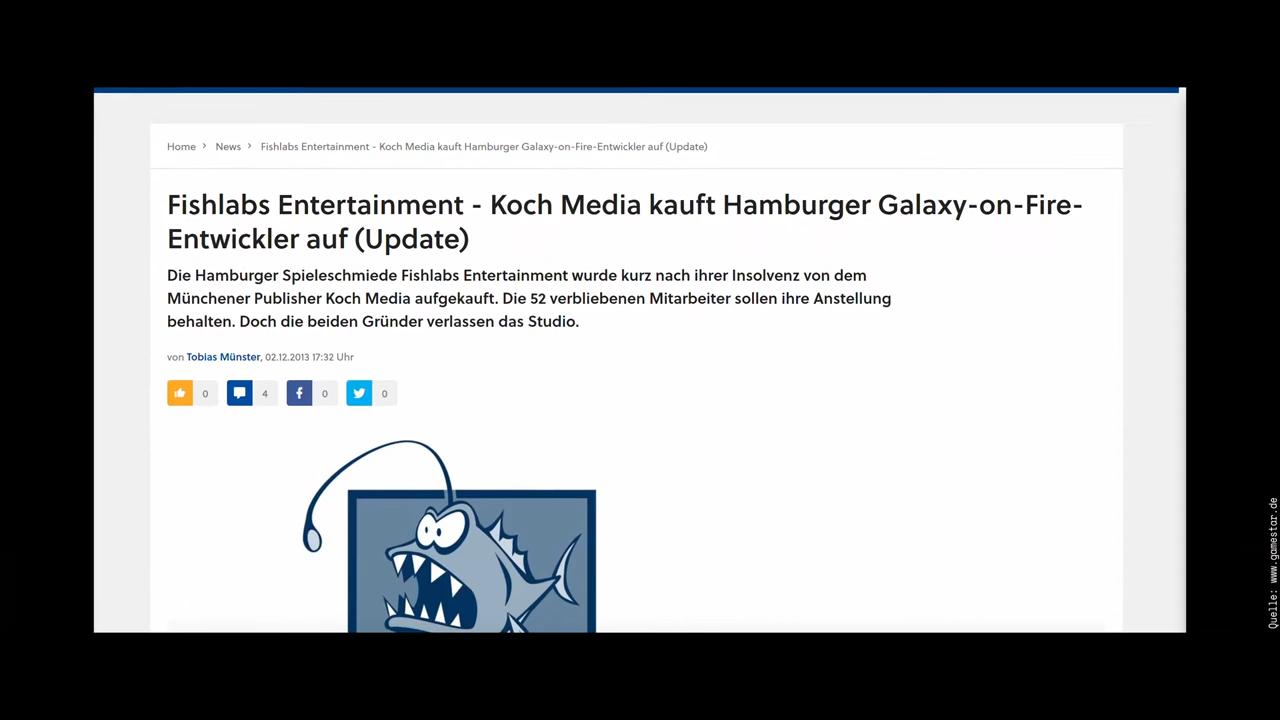 Home > News > Fishlabs Entertainment - Koch Media kauft Hamburger Galaxy-on-Fire-Entwickler auf (Update)
Fishlabs Entertainment - Koch Media kauft Hamburger Galaxy-on-Fire-
Entwickler auf (Update)
Die Hamburger Spieleschmiede Fishlabs Entertainment wurde kurz nach ihrer Insolvenz von dem
Münchener Publisher Koch Media aufgekauft. Die 52 verbliebenen Mitarbeiter sollen ihre Anstellung
behalten. Doch die beiden Gründer verlassen das Studio.
von Tobias Münster, 02.12.2013 17:32 Uhr
0 4 0 0
Quelle: www.gamestar.de